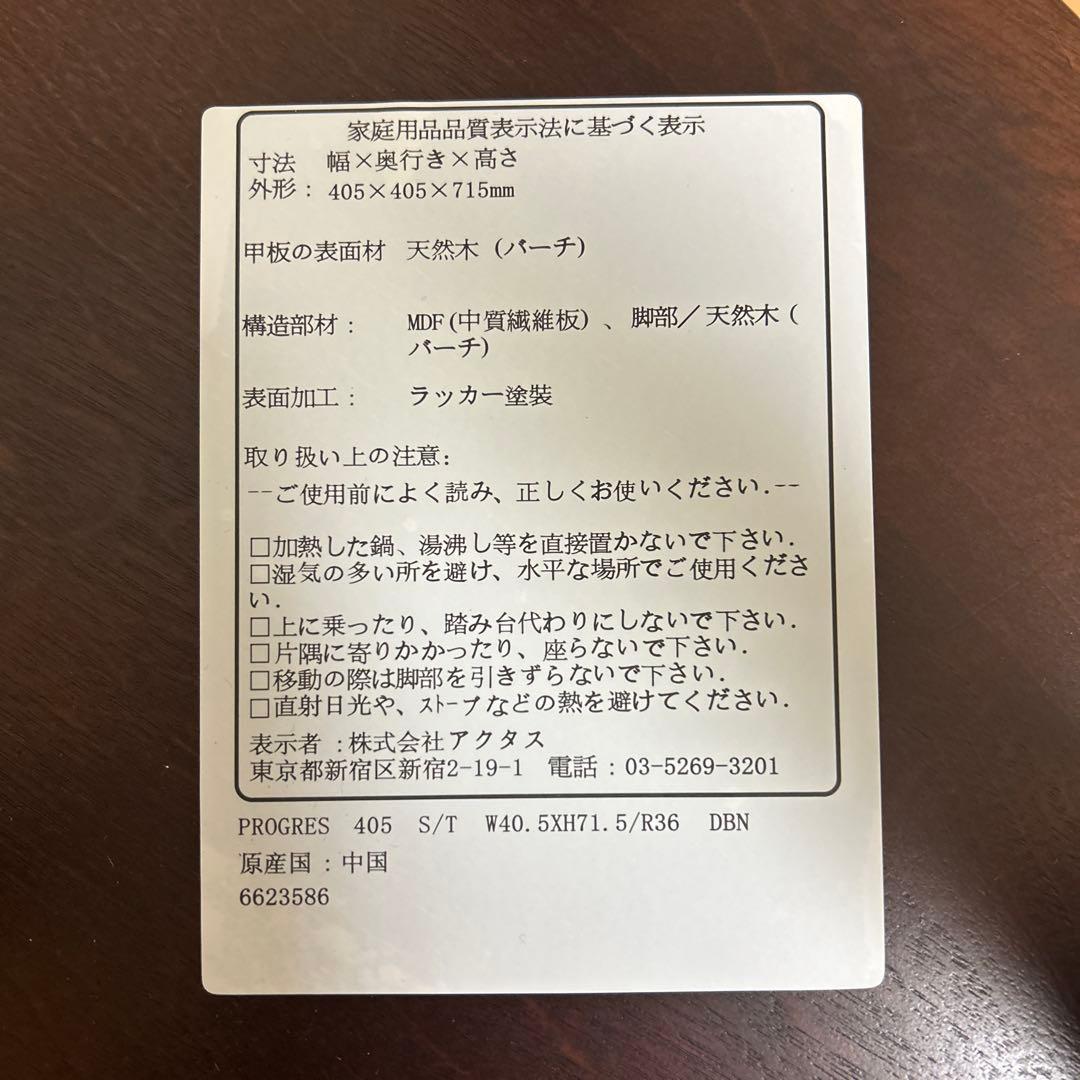 家庭用品品質表示法に基づく表示
寸法　幅×奥行き×高さ
外形： 405×405×715mm
甲板の表面材　天然木 (バーチ)
構造部材：　MDF(中質繊維板) 、脚部／天然木 (
バーチ)
表面加工：　ラッカー塗装
取り扱い上の注意:
--ご使用前によく読み、正しくお使いください.--
□加熱した鍋、湯沸し等を直接置かないで下さい.
□湿気の多い所を避け、水平な場所でご使用くださ
い.
□上に乗ったり、踏み台代わりにしないで下さい.
□片隅に寄りかかったり、座らないで下さい.
□移動の際は脚部を引きずらないで下さい.
□直射日光や、ｽﾄｰﾌﾞなどの熱を避けてください.
表示者 :株式会社アクタス
東京都新宿区新宿2-19-1　電話：03-5269-3201
PROGRES 405 S/T W40.5XH71.5/R36 DBN
原産国：中国
6623586